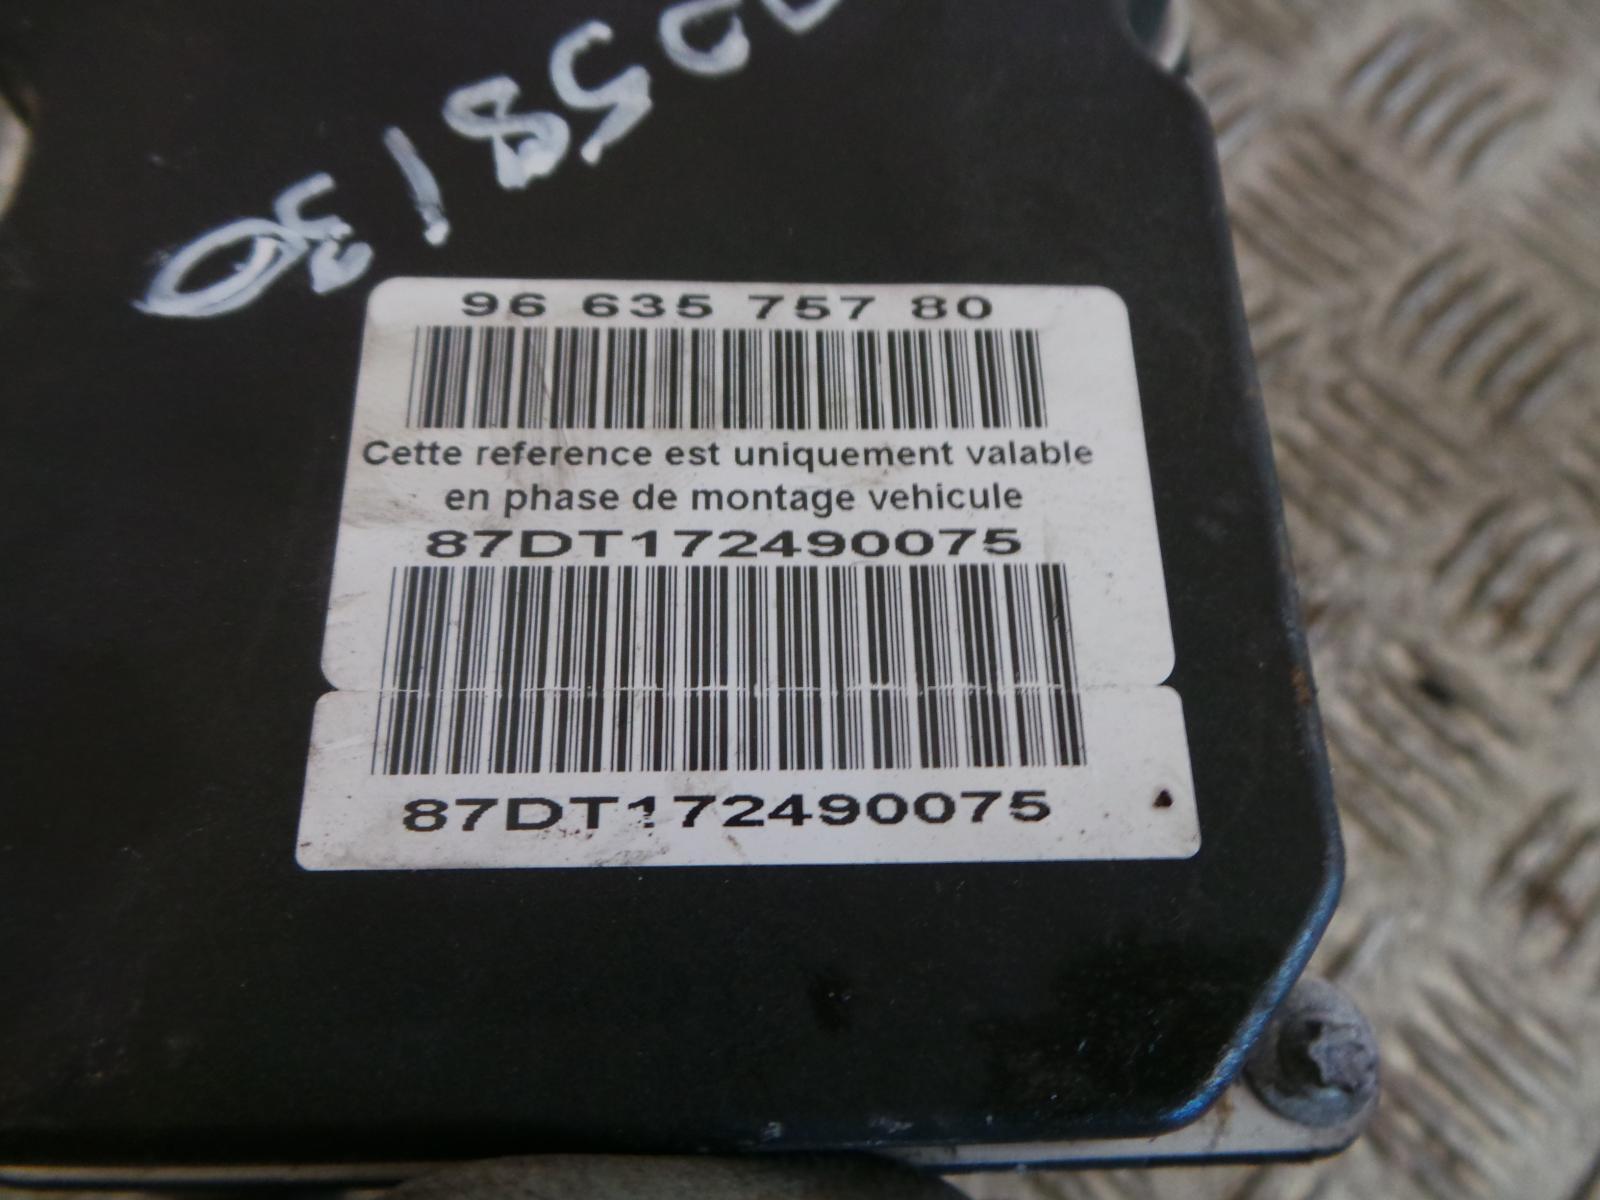 96 635 757 80
Cette reference est uniquement valable
en phase de montage vehicule
87DT172490075
87DT172490075